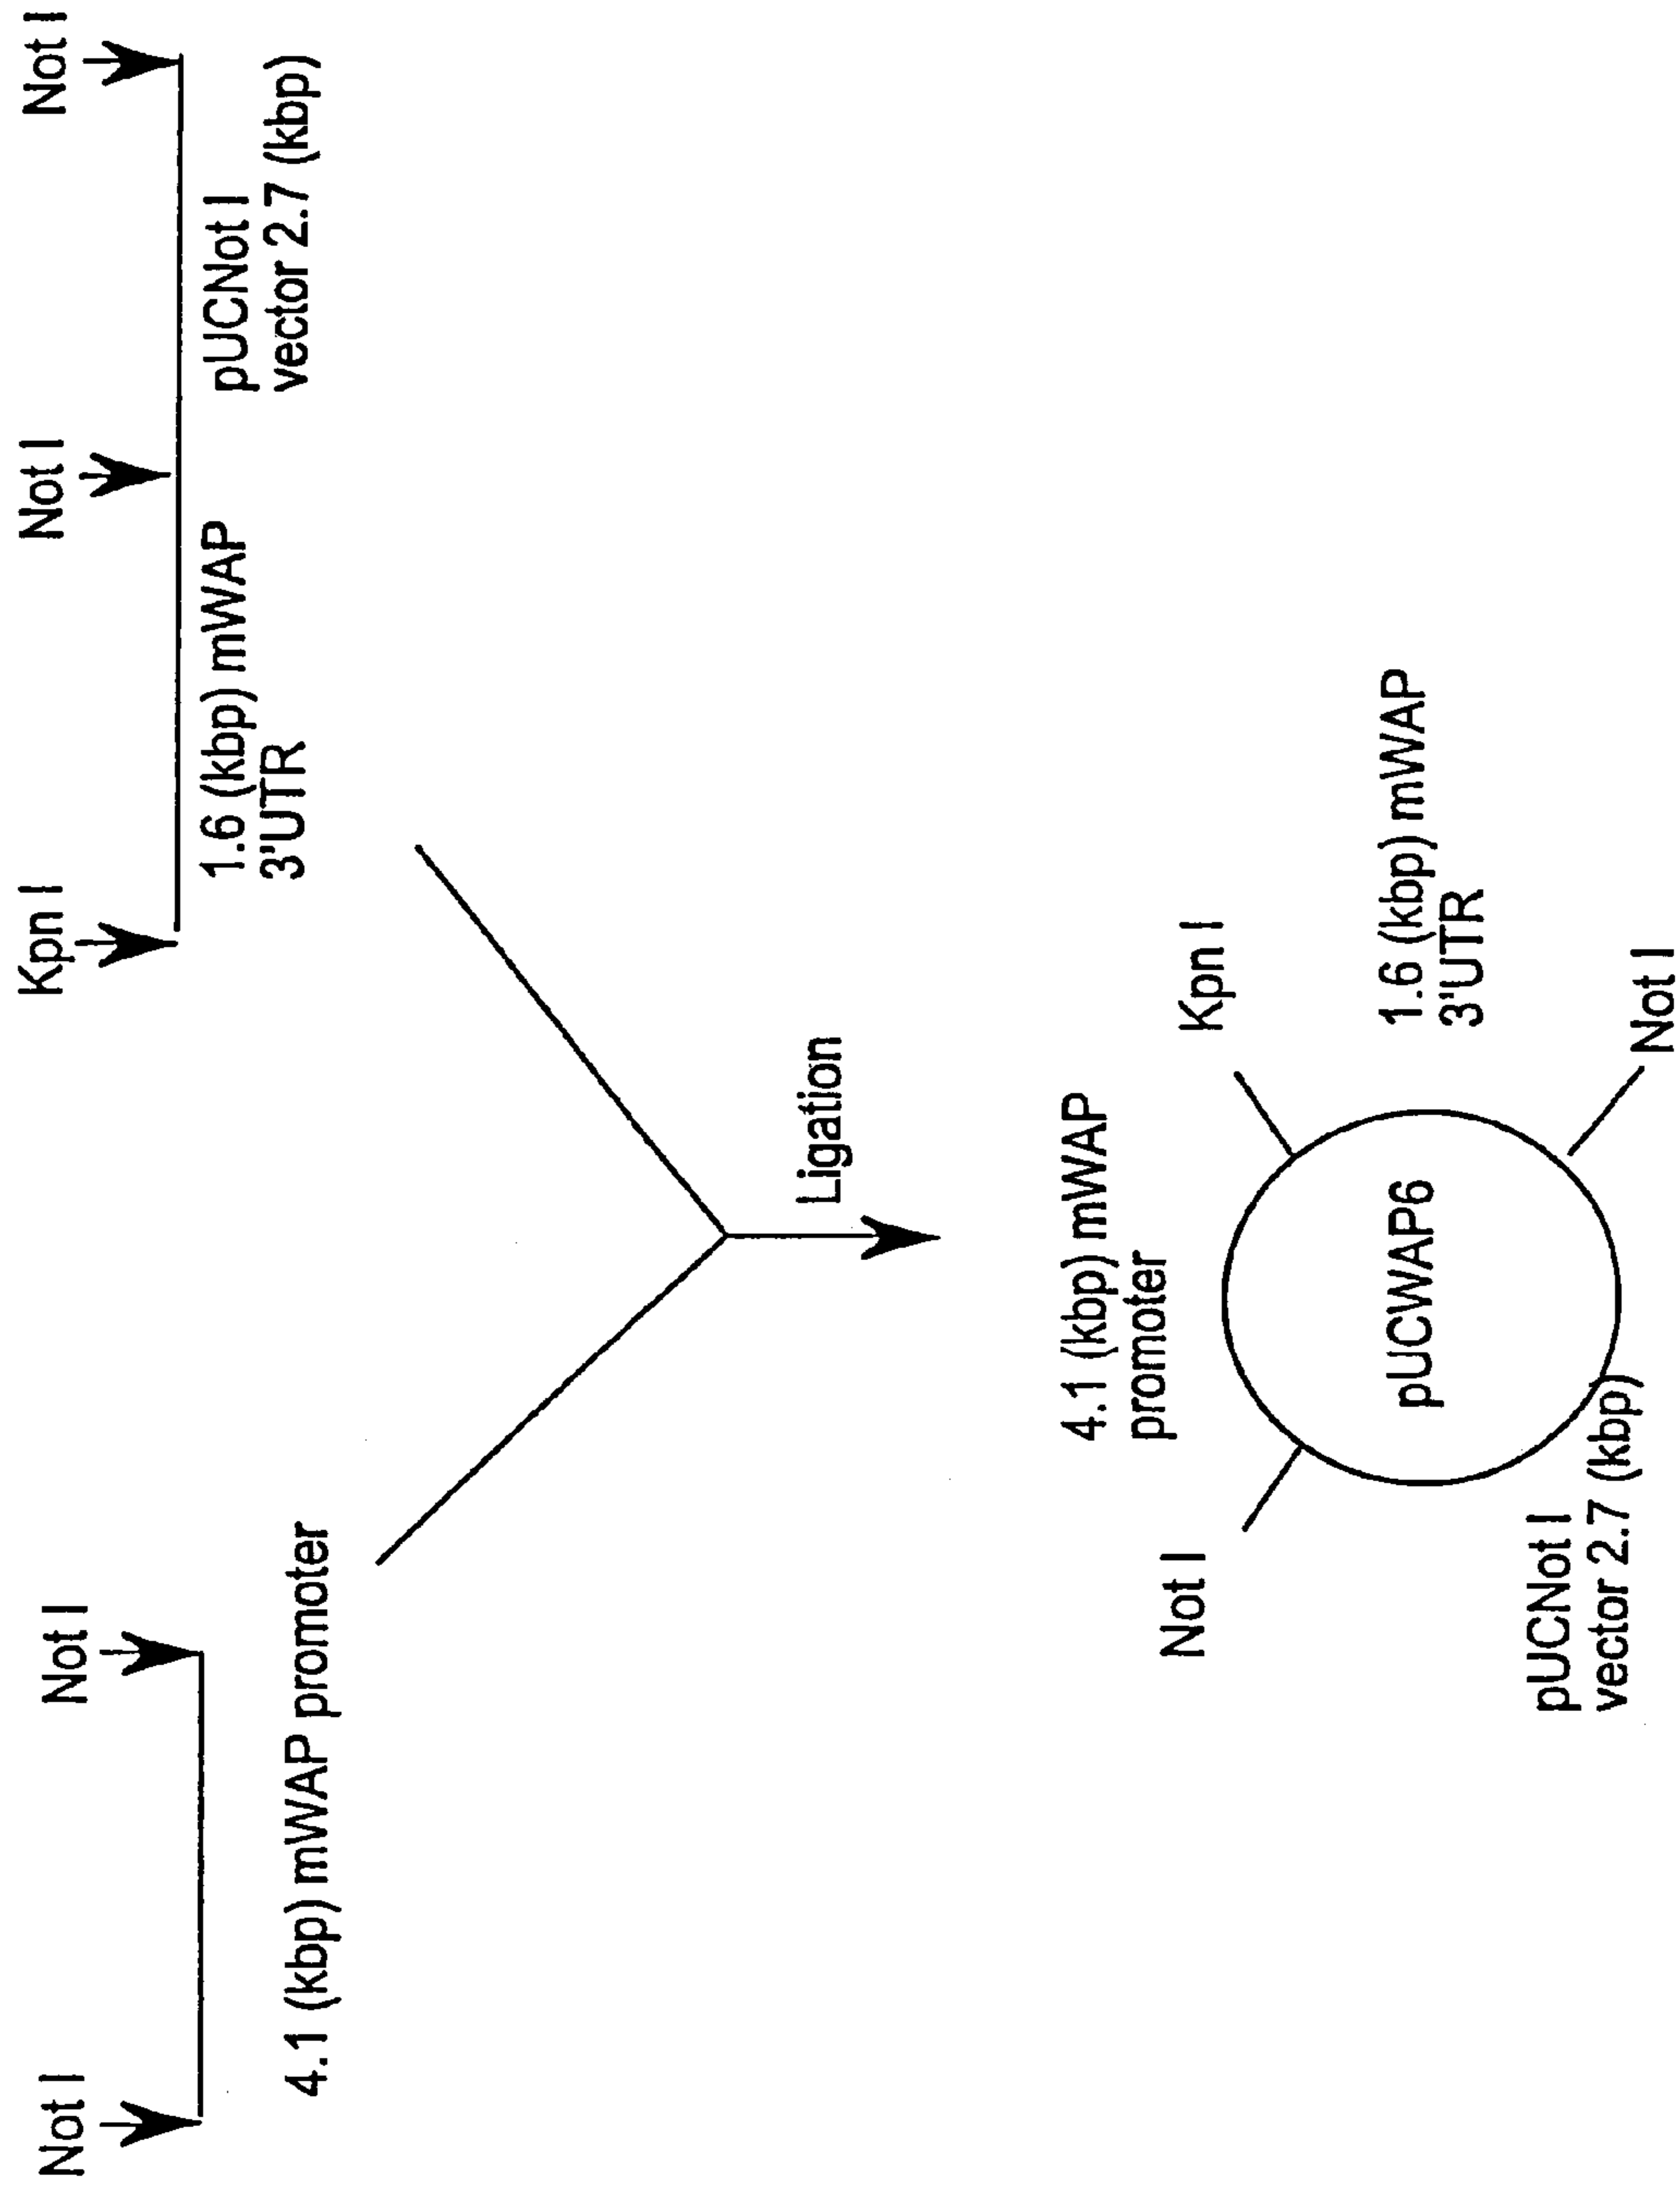 Not I
Not I
4.1 (kbp) mWAP promoter
Kpn I
Not I
Not I
1.6 (kbp) mWAP
3'UTR
pUCNot I
vector 2.7 (kbp)
Ligation
4.1 (kbp) mWAP
promoter
Not I
Kpn I
pUCWAP6
1.6 (kbp) mWAP
3'UTR
pUCNot I
vector 2.7 (kbp)
Not I